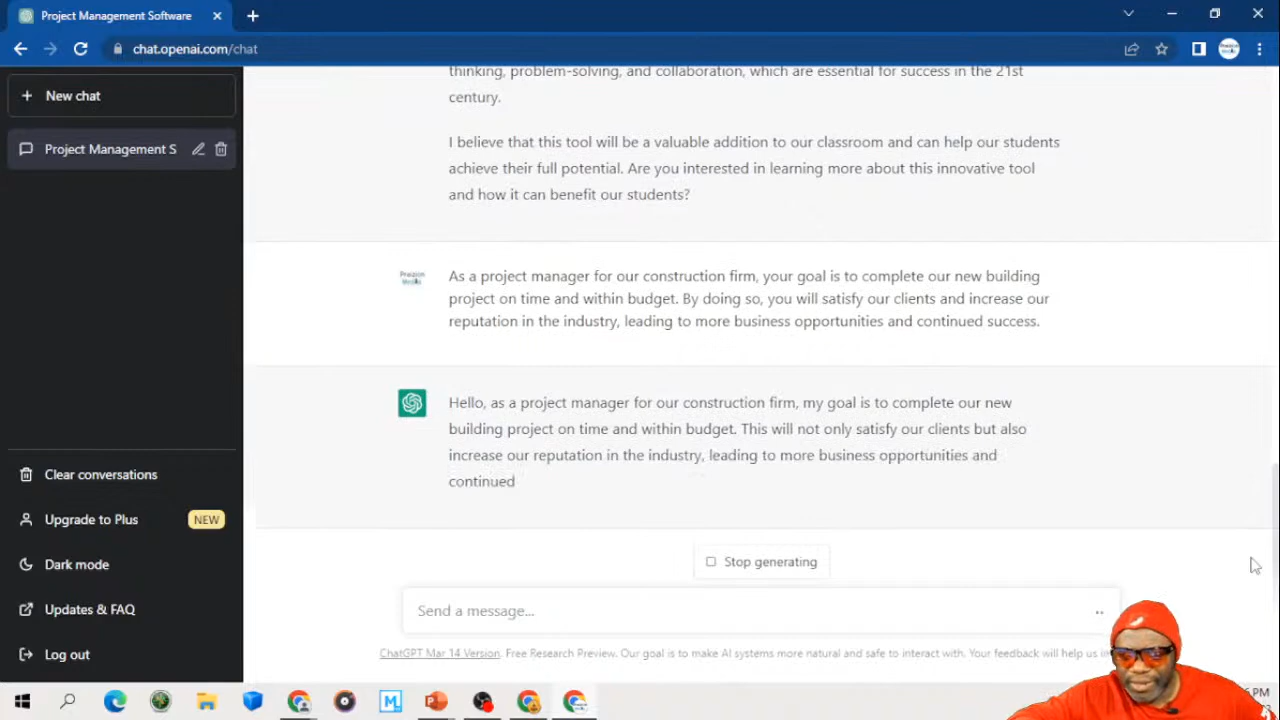 Project Management Software
chat.openai.com/chat
New chat
Project Management S
thinking, problem-solving, and collaboration, which are essential for success in the 21st
century.
I believe that this tool will be a valuable addition to our classroom and can help our students
achieve their full potential. Are you interested in learning more about this innovative tool
and how it can benefit our students?
As a project manager for our construction firm, your goal is to complete our new building
project on time and within budget. By doing so, you will satisfy our clients and increase our
reputation in the industry, leading to more business opportunities and continued success.
Hello, as a project manager for our construction firm, my goal is to complete our new
building project on time and within budget. This will not only satisfy our clients but also
increase our reputation in the industry, leading to more business opportunities and
continued
Stop generating
Send a message...
ChatGPT Mar 14 Version. Free Research Preview. Our goal is to make AI systems more natural and safe to interact with. Your feedback will help us
Clear conversations
Upgrade to Plus NEW
Dark mode
Updates & FAQ
Log out
PM